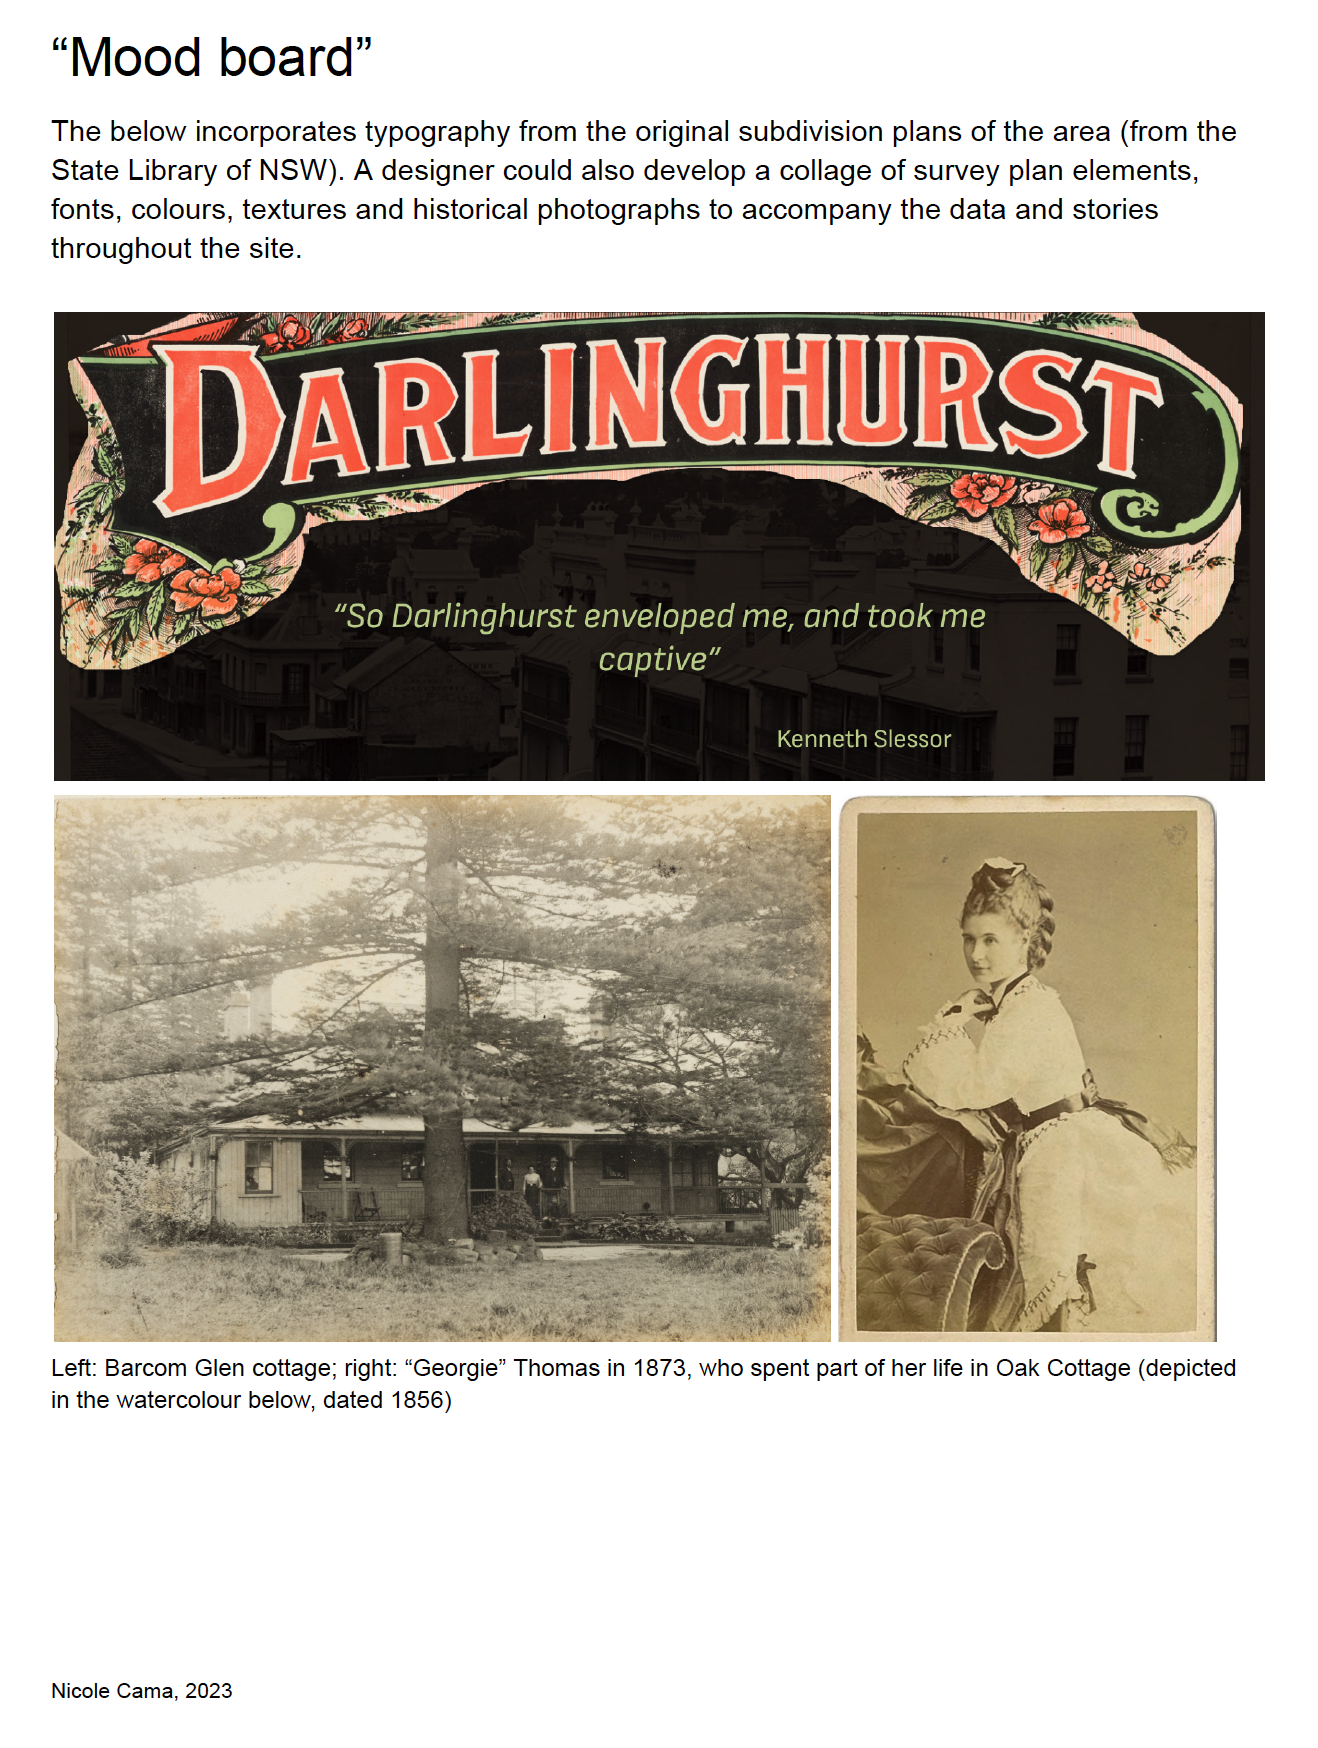 “Mood board”
The below incorporates typography from the original subdivision plans of the area (from the
State Library of NSW). A designer could also develop a collage of survey plan elements,
fonts, colours, textures and historical photographs to accompany the data and stories
throughout the site.
DARLINGHURST
“So Darlinghurst enveloped me, and took me
captive”
Kenneth Slessor
Left: Barcom Glen cottage; right: “Georgie” Thomas in 1873, who spent part of her life in Oak Cottage (depicted
in the watercolour below, dated 1856)
Nicole Cama, 2023